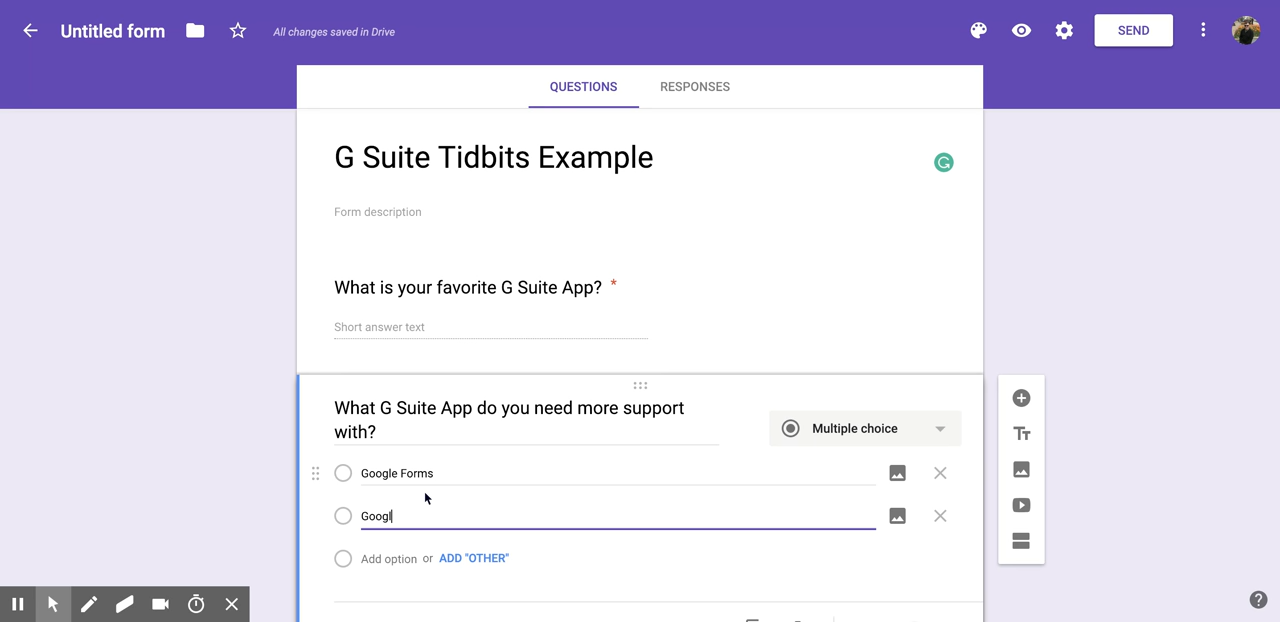 Untitled form
All changes saved in Drive
SEND
QUESTIONS
RESPONSES
G Suite Tidbits Example
G
Form description
What is your favorite G Suite App? *
Short answer text
What G Suite App do you need more support
with?
Multiple choice
Google Forms
Googl
Add option or ADD "OTHER"